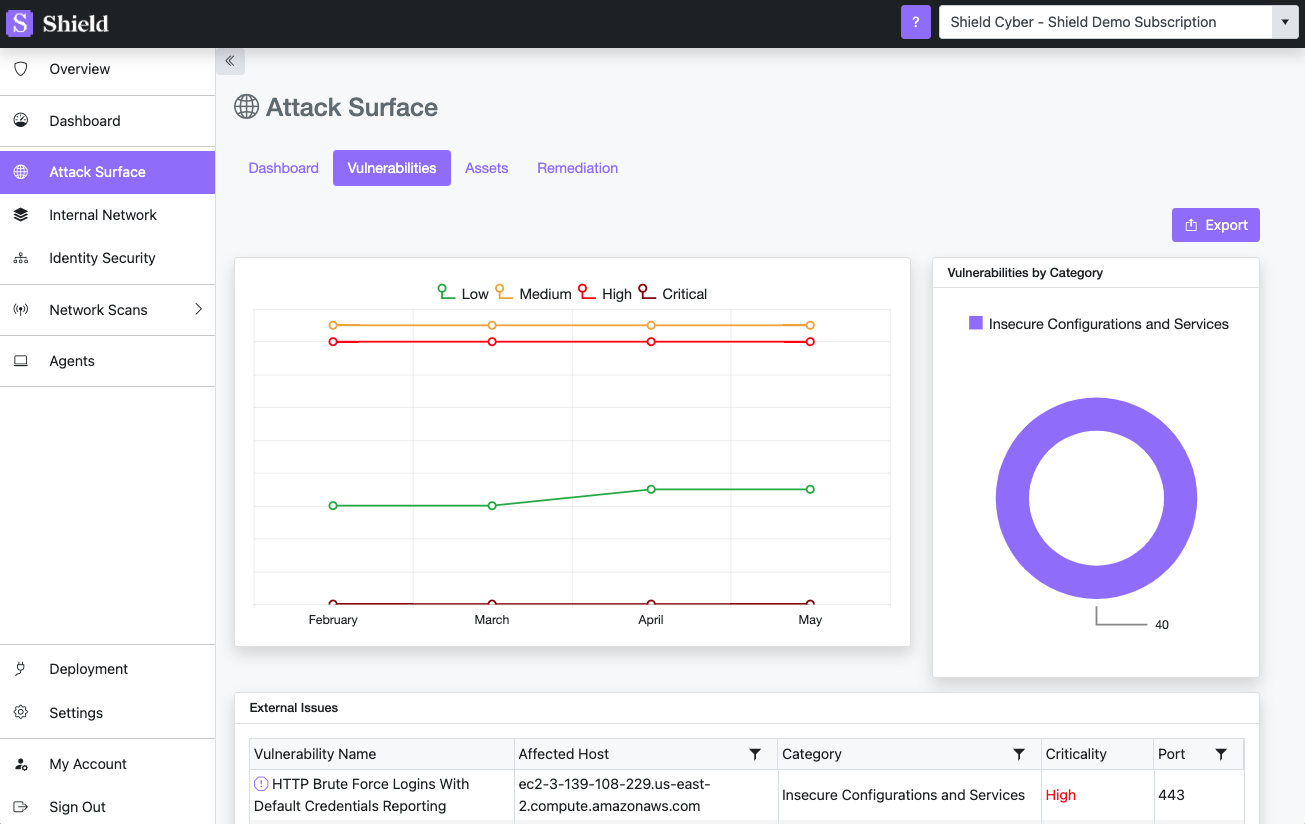 S Shield
?
Shield Cyber - Shield Demo Subscription
Overview
Dashboard
Attack Surface
Internal Network
Identity Security
Network Scans
Agents
Deployment
Settings
My Account
Sign Out
Attack Surface
Dashboard
Vulnerabilities
Assets
Remediation
Export
Low Medium High Critical
February March April May
Vulnerabilities by Category
Insecure Configurations and Services
40
External Issues
Vulnerability Name Affected Host Category Criticality Port
HTTP Brute Force Logins With
Default Credentials Reporting
ec2-3-139-108-229.us-east-
2.compute.amazonaws.com
Insecure Configurations and Services
High
443